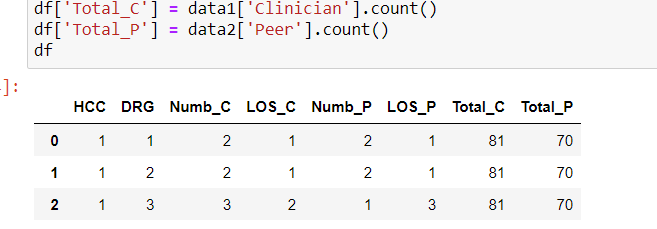 df['Total_C'] = data1['Clinician'].count()
df['Total_P'] = data2['Peer'].count()
df
]:
HCC DRG Numb_C LOS_C Numb_P LOS_P Total_C Total_P
0 1 1 2 1 2 1 81 70
1 1 2 2 1 2 1 81 70
2 1 3 3 2 1 3 81 70